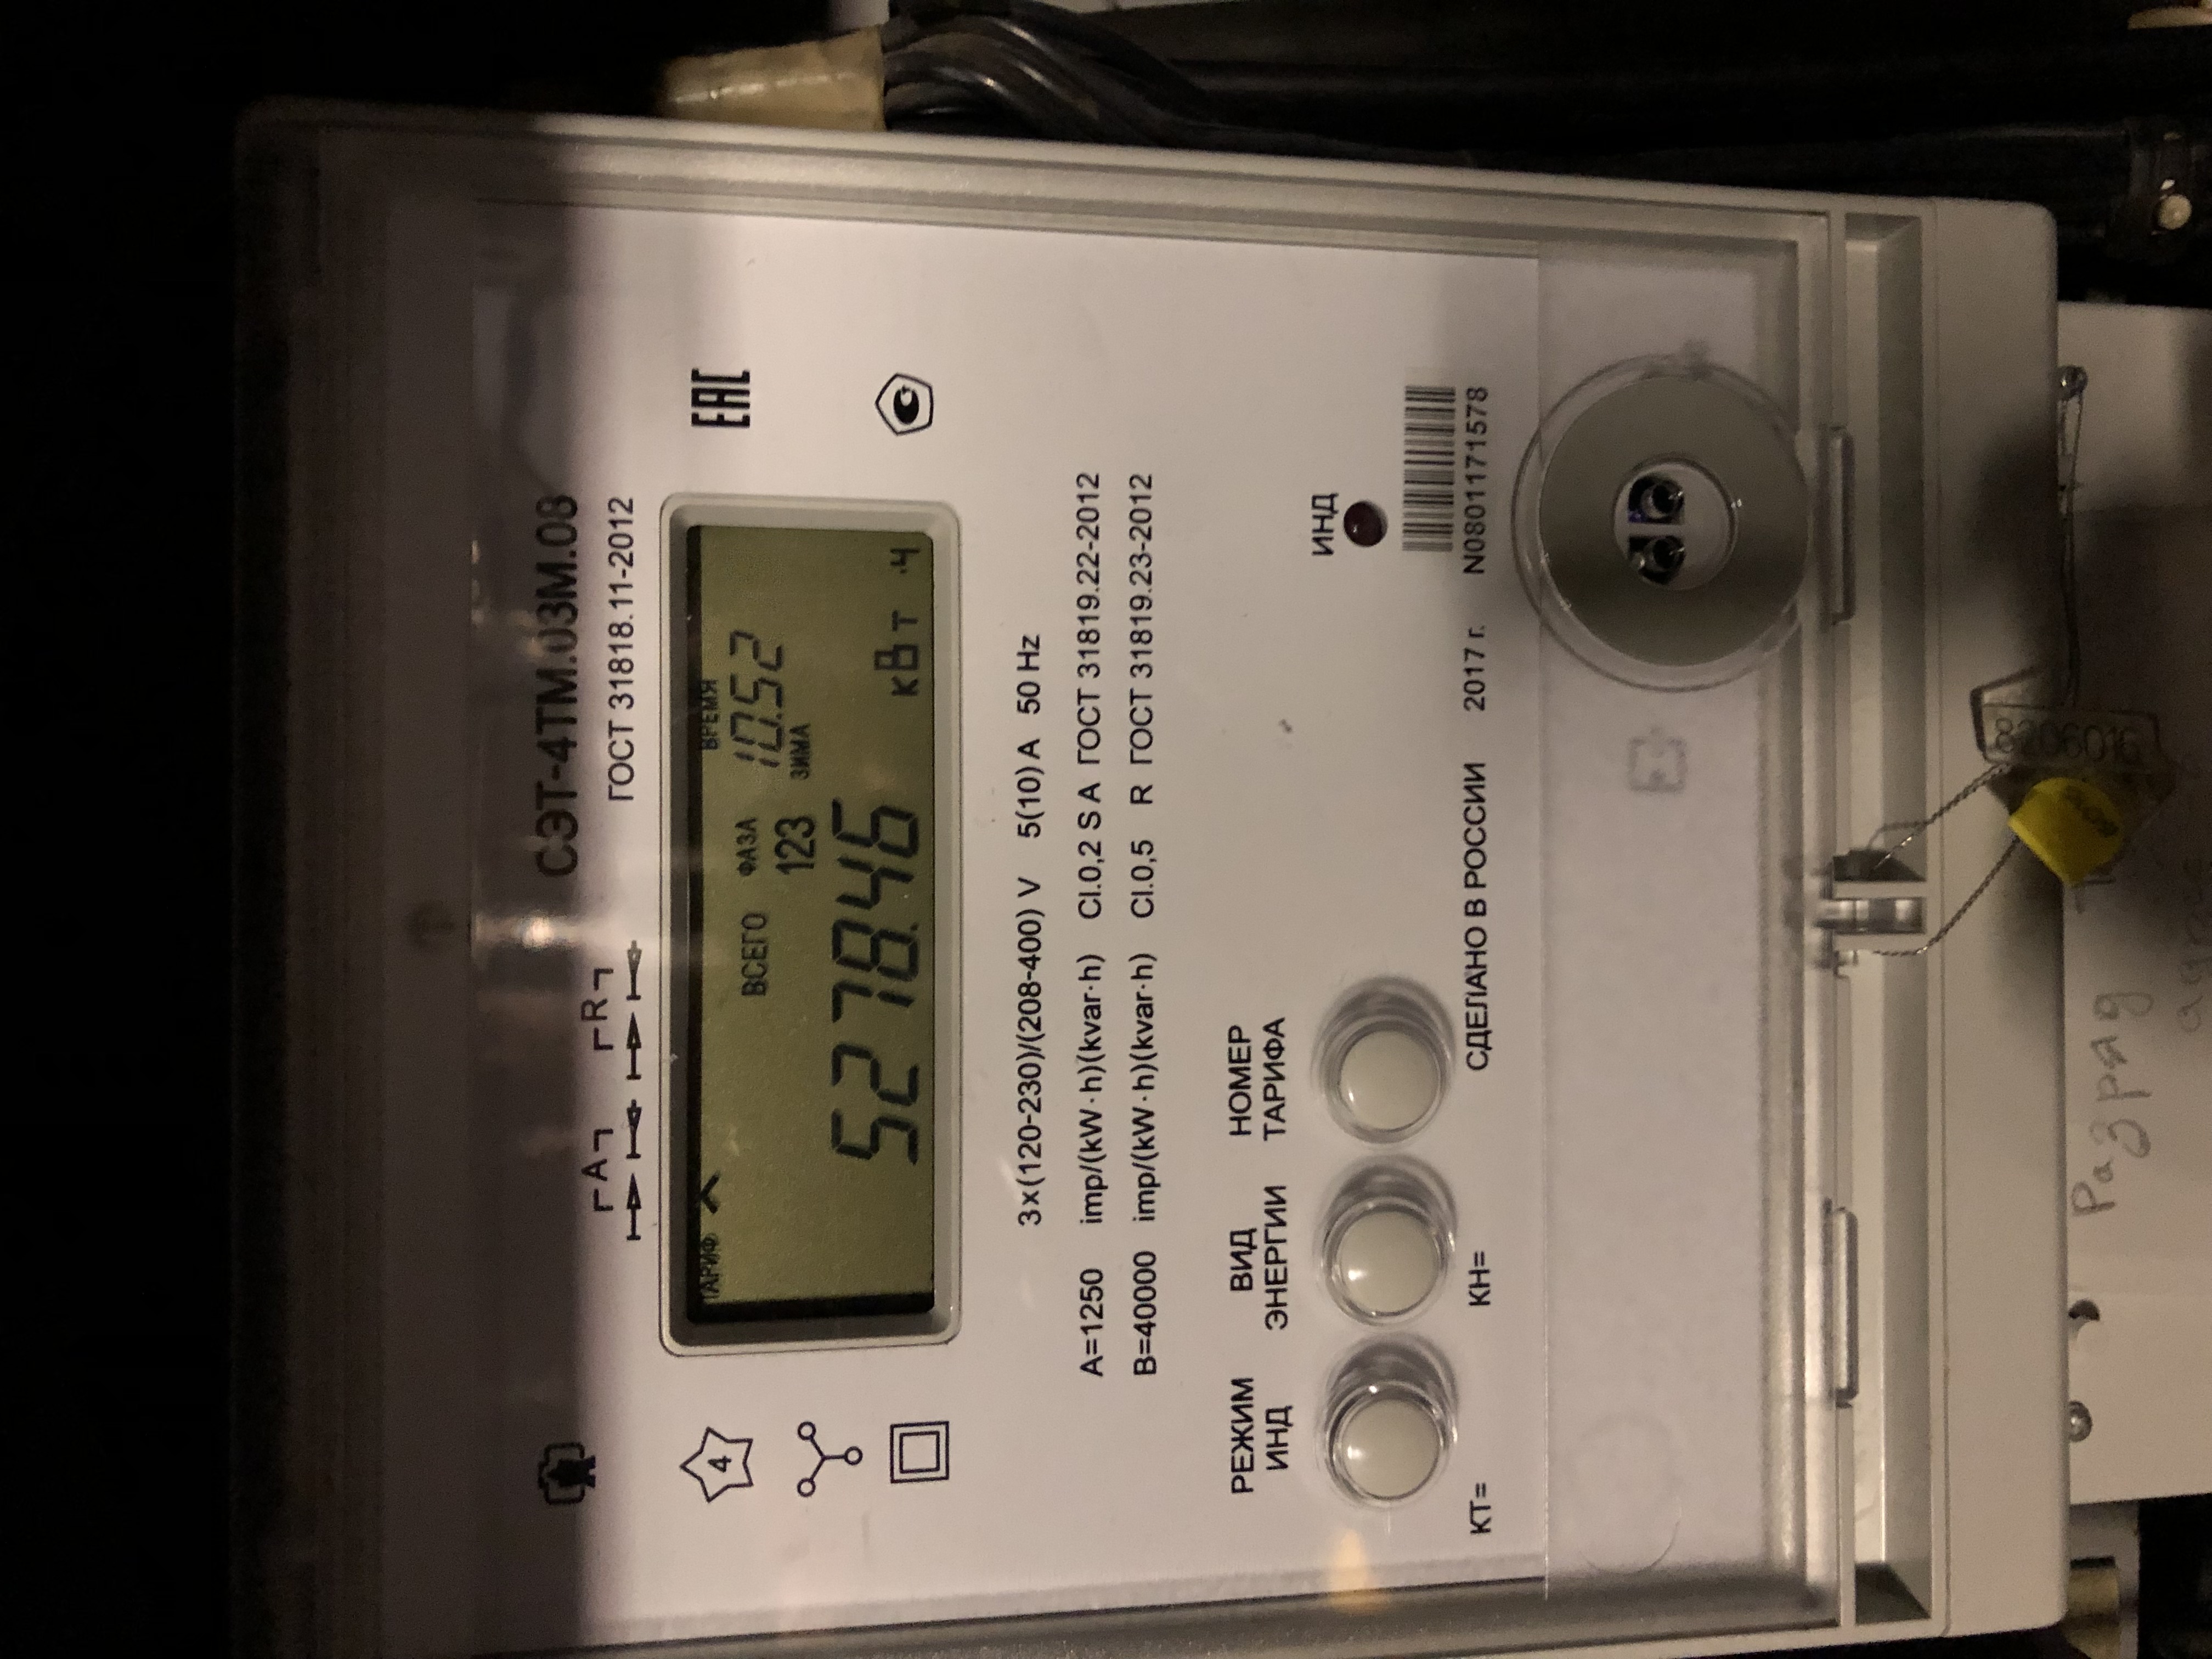 СЭТ-4ТМ.03М.08
A R
ГОСТ 31818.11-2012
4
EAC
ТАРИФ ВРЕМЯ
ВСЕГО ФАЗА 10.52
123 ЗИМА
5278.46 кВт·ч
3x(120-230)/(208-400) V 5(10) A 50 Hz
A=1250 imp/(kW·h)(kvar·h) Cl.0,2 S A ГОСТ 31819.22-2012
B=40000 imp/(kW·h)(kvar·h) Cl.0,5 R ГОСТ 31819.23-2012
РЕЖИМ ИНД
ВИД ЭНЕРГИИ
НОМЕР ТАРИФА
ИНД
КТ= КН= СДЕЛАНО В РОССИИ 2017 г. N0801171578
Разряд